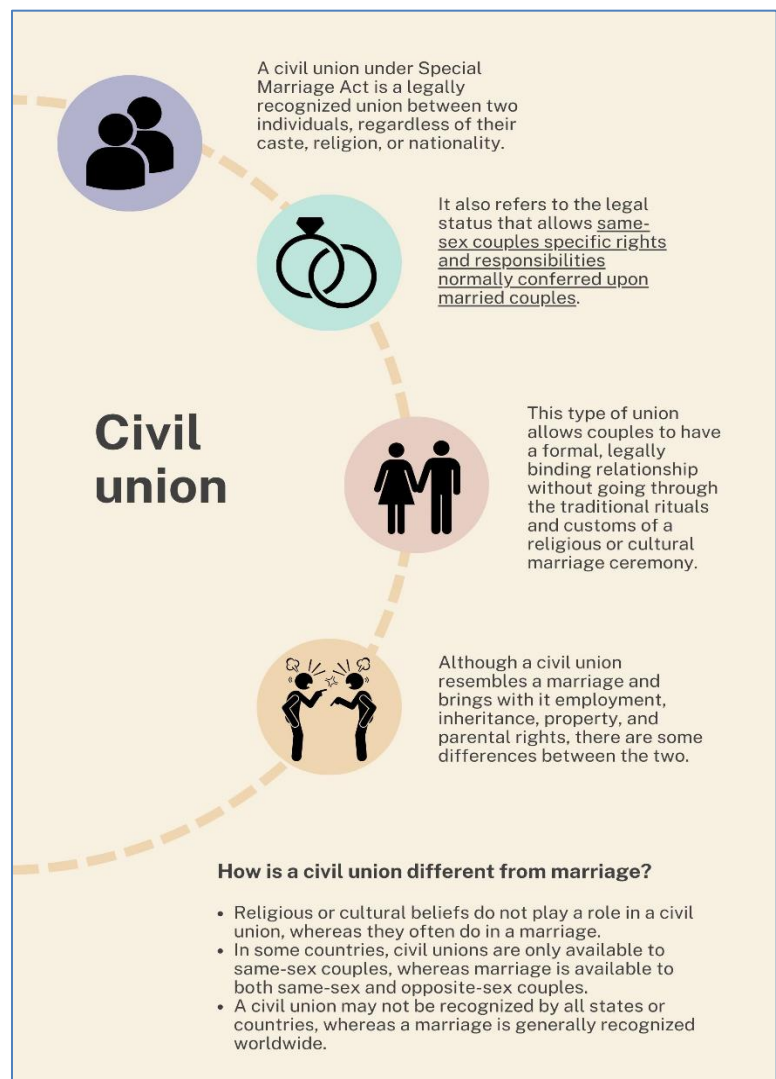 A civil union under Special
Marriage Act is a legally
recognized union between two
individuals, regardless of their
caste, religion, or nationality.
It also refers to the legal
status that allows same-
sex couples specific rights
and responsibilities
normally conferred upon
married couples.
Civil
union
This type of union
allows couples to have
a formal, legally
binding relationship
without going through
the traditional rituals
and customs of a
religious or cultural
marriage ceremony.
Although a civil union
resembles a marriage and
brings with it employment,
inheritance, property, and
parental rights, there are some
differences between the two.
How is a civil union different from marriage?
• Religious or cultural beliefs do not play a role in a civil
union, whereas they often do in a marriage.
• In some countries, civil unions are only available to
same-sex couples, whereas marriage is available to
both same-sex and opposite-sex couples.
• A civil union may not be recognized by all states or
countries, whereas a marriage is generally recognized
worldwide.